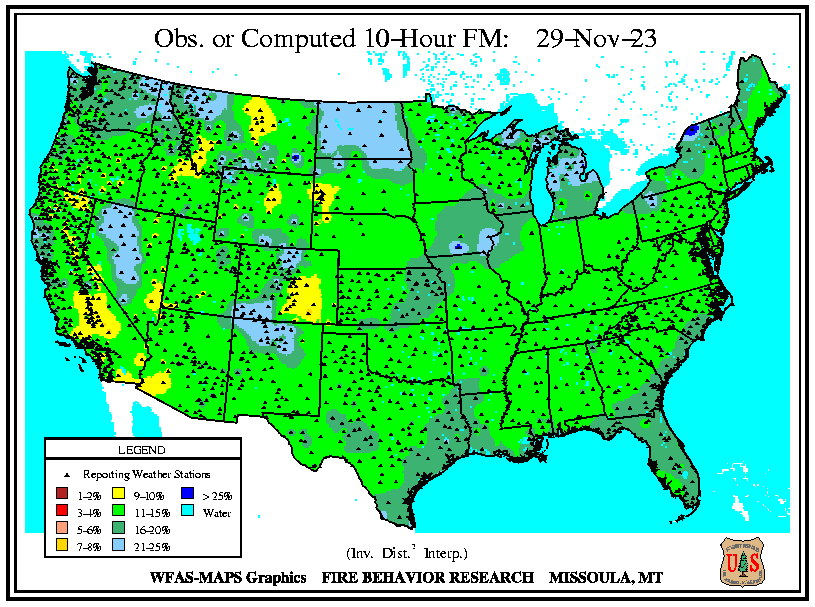 Obs. or Computed 10-Hour FM: 29-Nov-23
LEGEND
Reporting Weather Stations
1-2% 9-10% > 25%
3-4% 11-15% Water
5-6% 16-20%
7-8% 21-25%
(Inv. Dist.² Interp.)
WFAS-MAPS Graphics FIRE BEHAVIOR RESEARCH MISSOULA, MT
U S